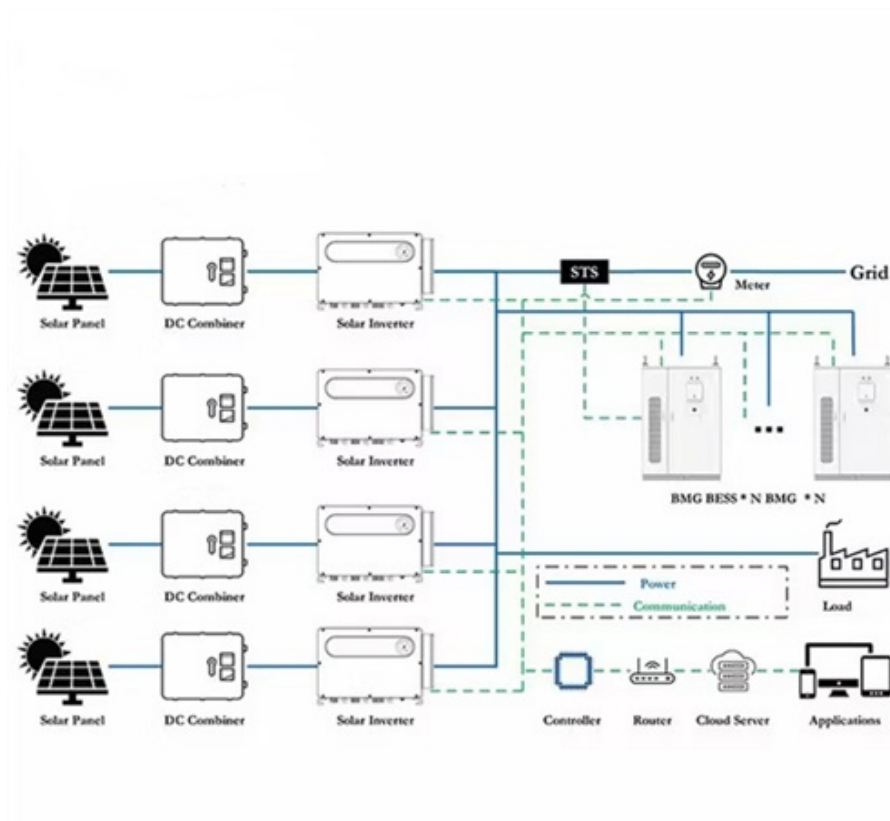 STS
Meter
Grid
Solar Panel
DC Combiner
Solar Inverter
Solar Panel
DC Combiner
Solar Inverter
BMG BESS * N BMG * N
Solar Panel
DC Combiner
Solar Inverter
Power
Communication
Load
Solar Panel
DC Combiner
Solar Inverter
Controller
Router
Cloud Server
Applications